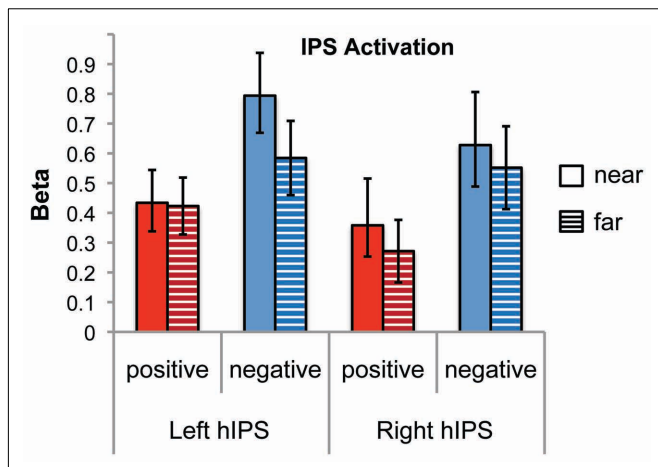 IPS Activation
Beta
0.9
0.8
0.7
0.6
0.5
0.4
0.3
0.2
0.1
0
near
far
positive negative positive negative
Left hIPS Right hIPS